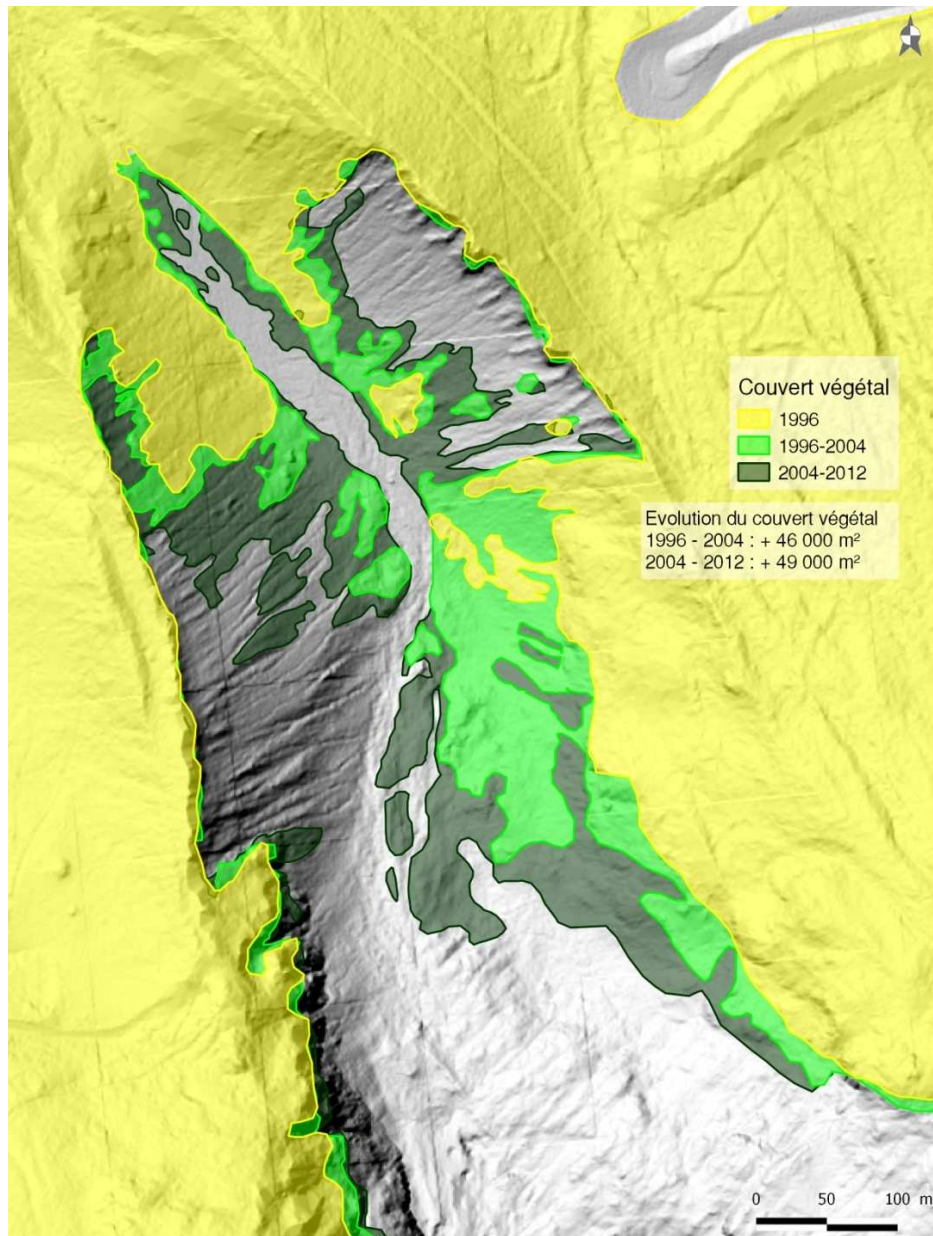 Couvert végétal
1996
1996-2004
2004-2012
Evolution du couvert végétal
1996 - 2004 : + 46 000 m²
2004 - 2012 : + 49 000 m²
0 50 100 m